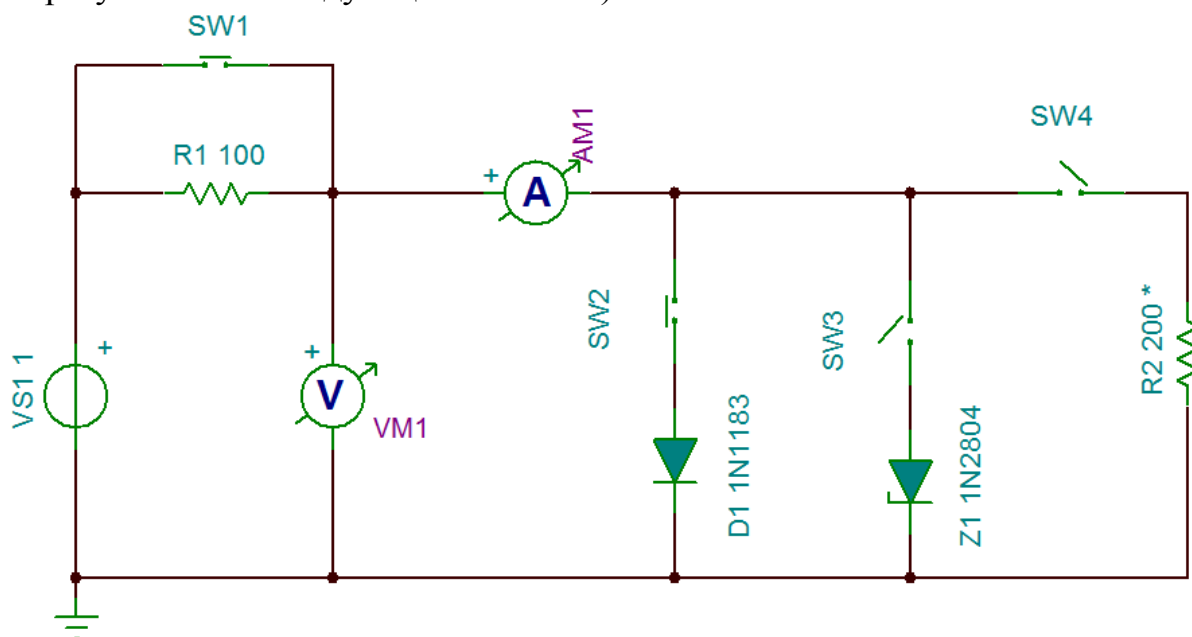 SW1
R1 100
+
AM1
A
SW4
VS1 1
+
+
V
VM1
SW2
D1 1N1183
SW3
Z1 1N2804
R2 200 *